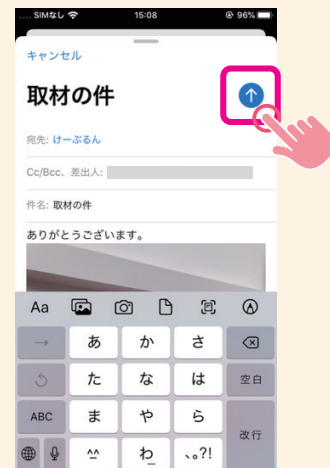 SIMなし 15:08 96%
キャンセル
取材の件
宛先: けーぶるん
Cc/Bcc、差出人:
件名: 取材の件
ありがとうございます。
Aa
→ あ か さ
た な は 空白
ABC ま や ら
^^ わ 、。?! 改行